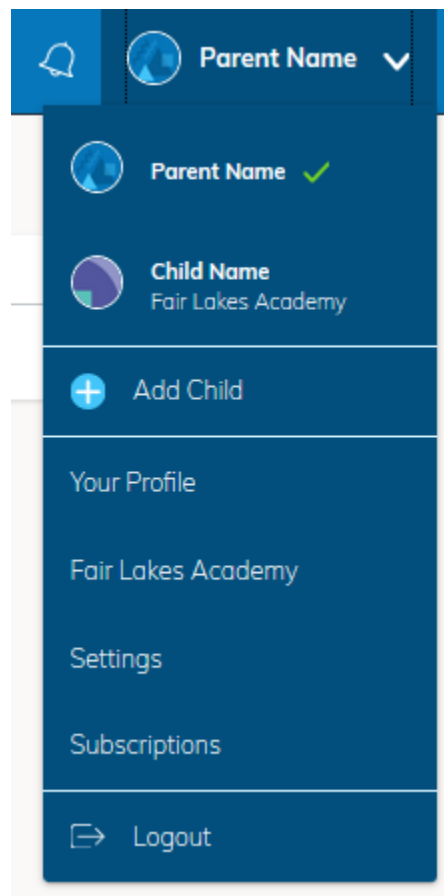 Parent Name
Parent Name
Child Name
Fair Lakes Academy
Add Child
Your Profile
Fair Lakes Academy
Settings
Subscriptions
Logout